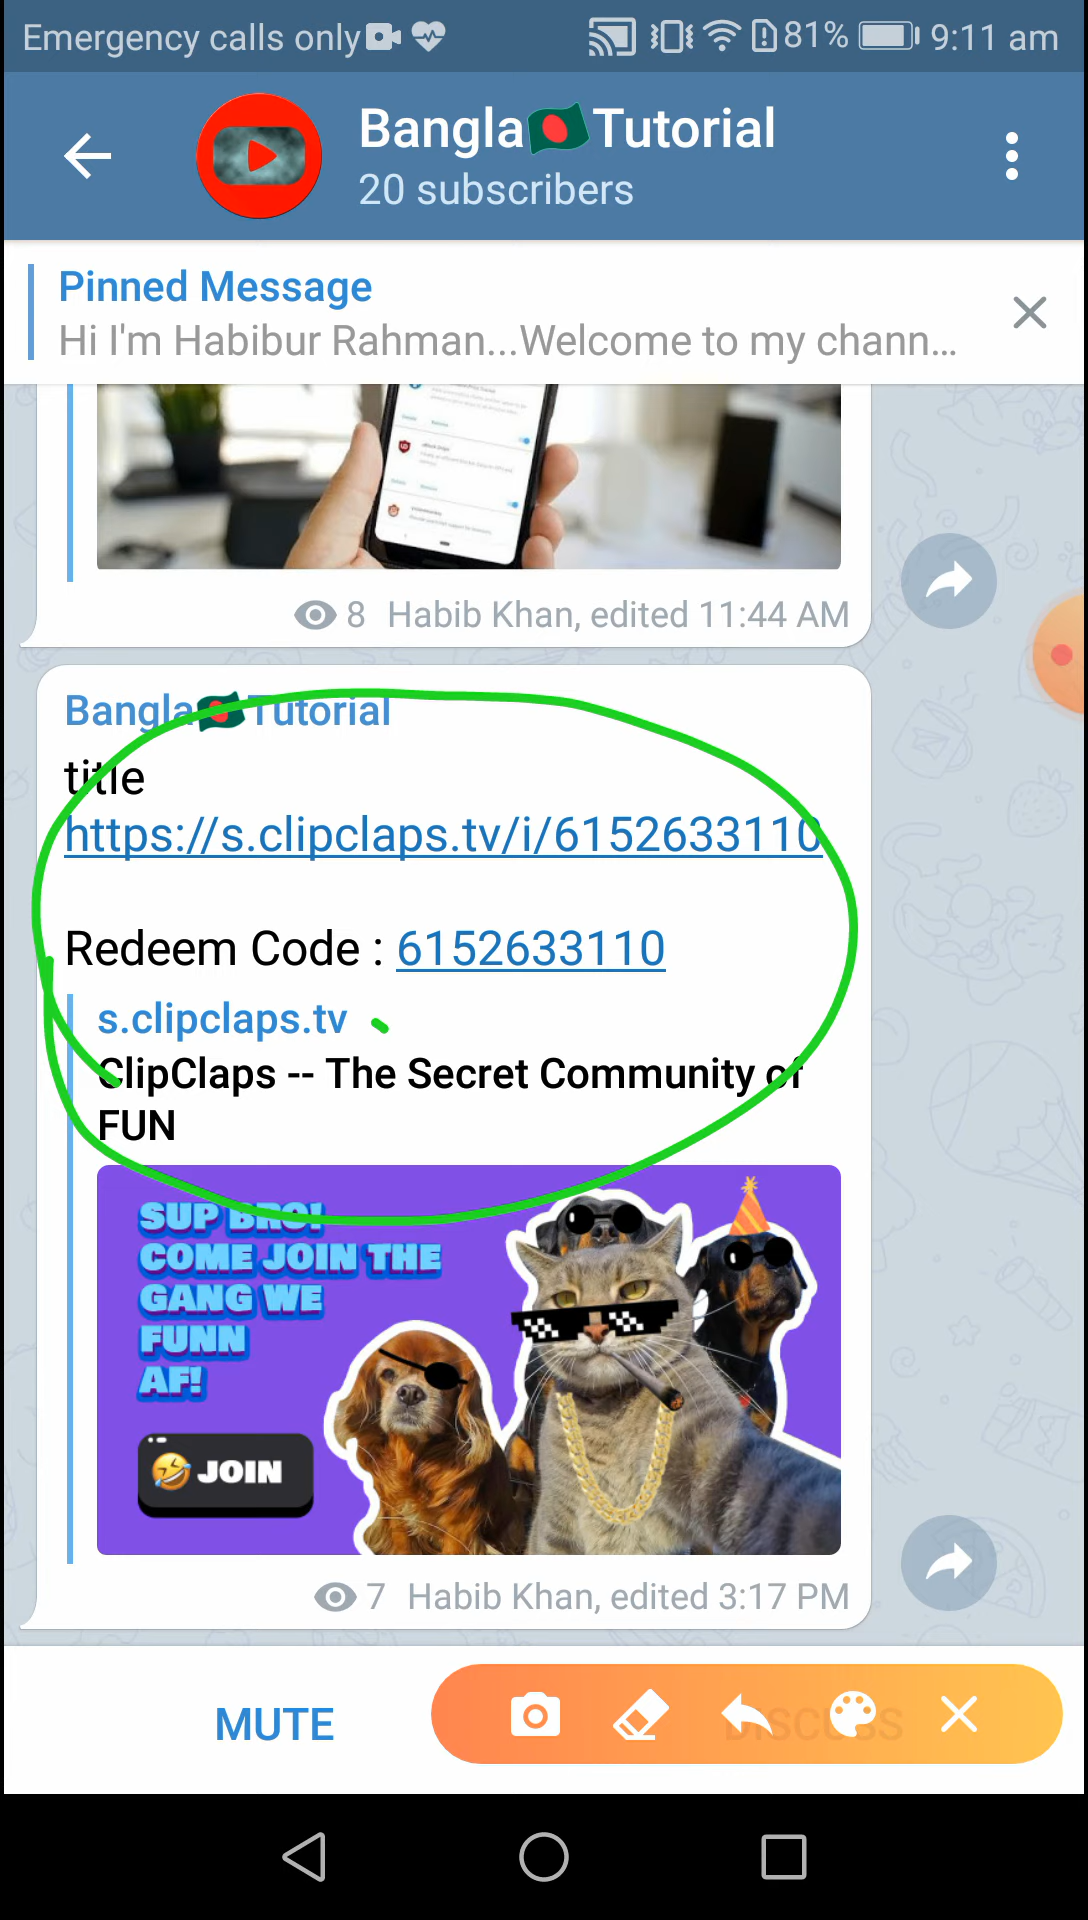 Emergency calls only
81% 9:11 am
Bangla🇧🇩Tutorial
20 subscribers
Pinned Message
Hi I'm Habibur Rahman...Welcome to my chann...
8 Habib Khan, edited 11:44 AM
Bangla🇧🇩Tutorial
title
https://s.clipclaps.tv/i/6152633110
Redeem Code : 6152633110
s.clipclaps.tv
ClipClaps -- The Secret Community of
FUN
SUP BRO!
COME JOIN THE
GANG WE
FUNN
AF!
🤣 JOIN
7 Habib Khan, edited 3:17 PM
MUTE
DISCUSS